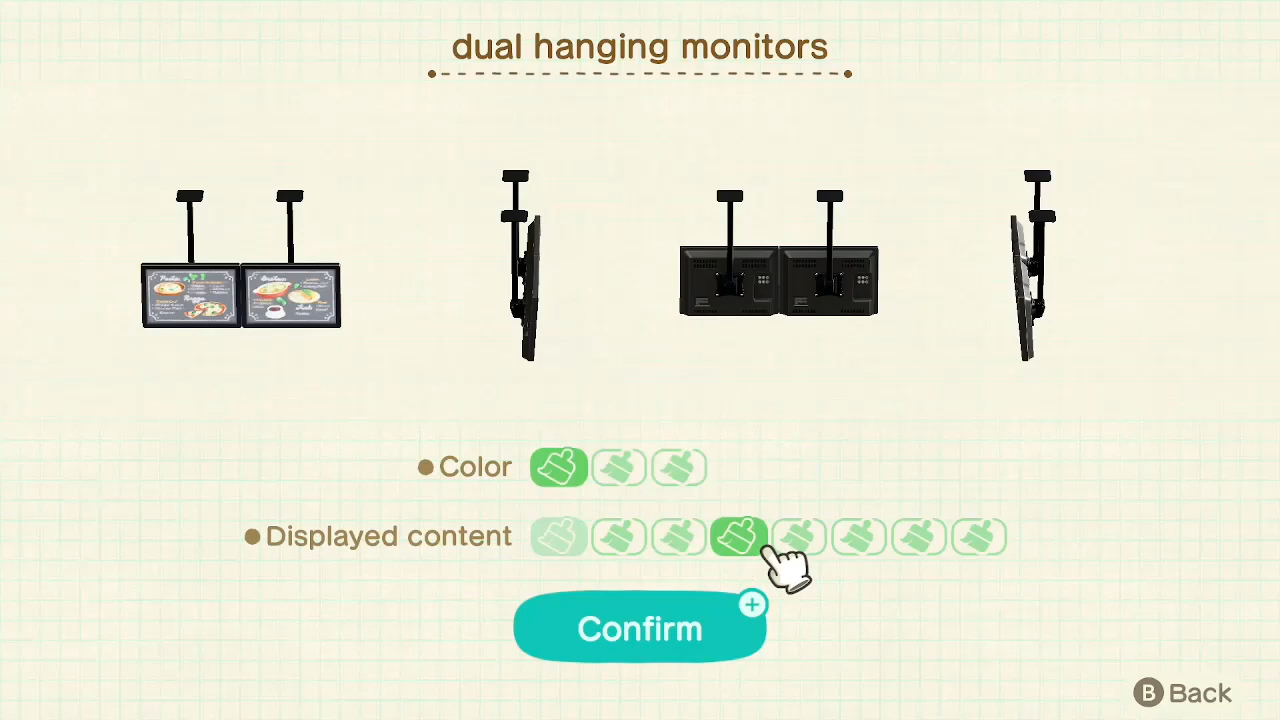 dual hanging monitors
Color
Displayed content
Confirm
B Back